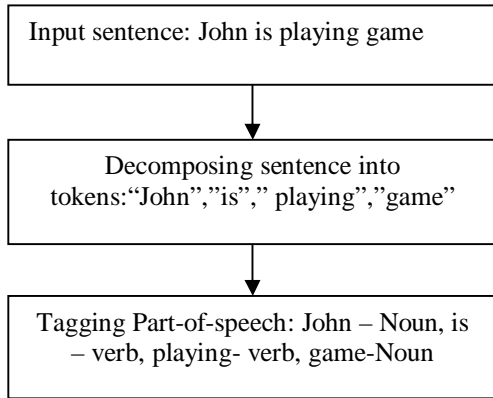 Input sentence: John is playing game
Decomposing sentence into
tokens:“John”,”is”,” playing”,”game”
Tagging Part-of-speech: John – Noun, is
– verb, playing- verb, game-Noun